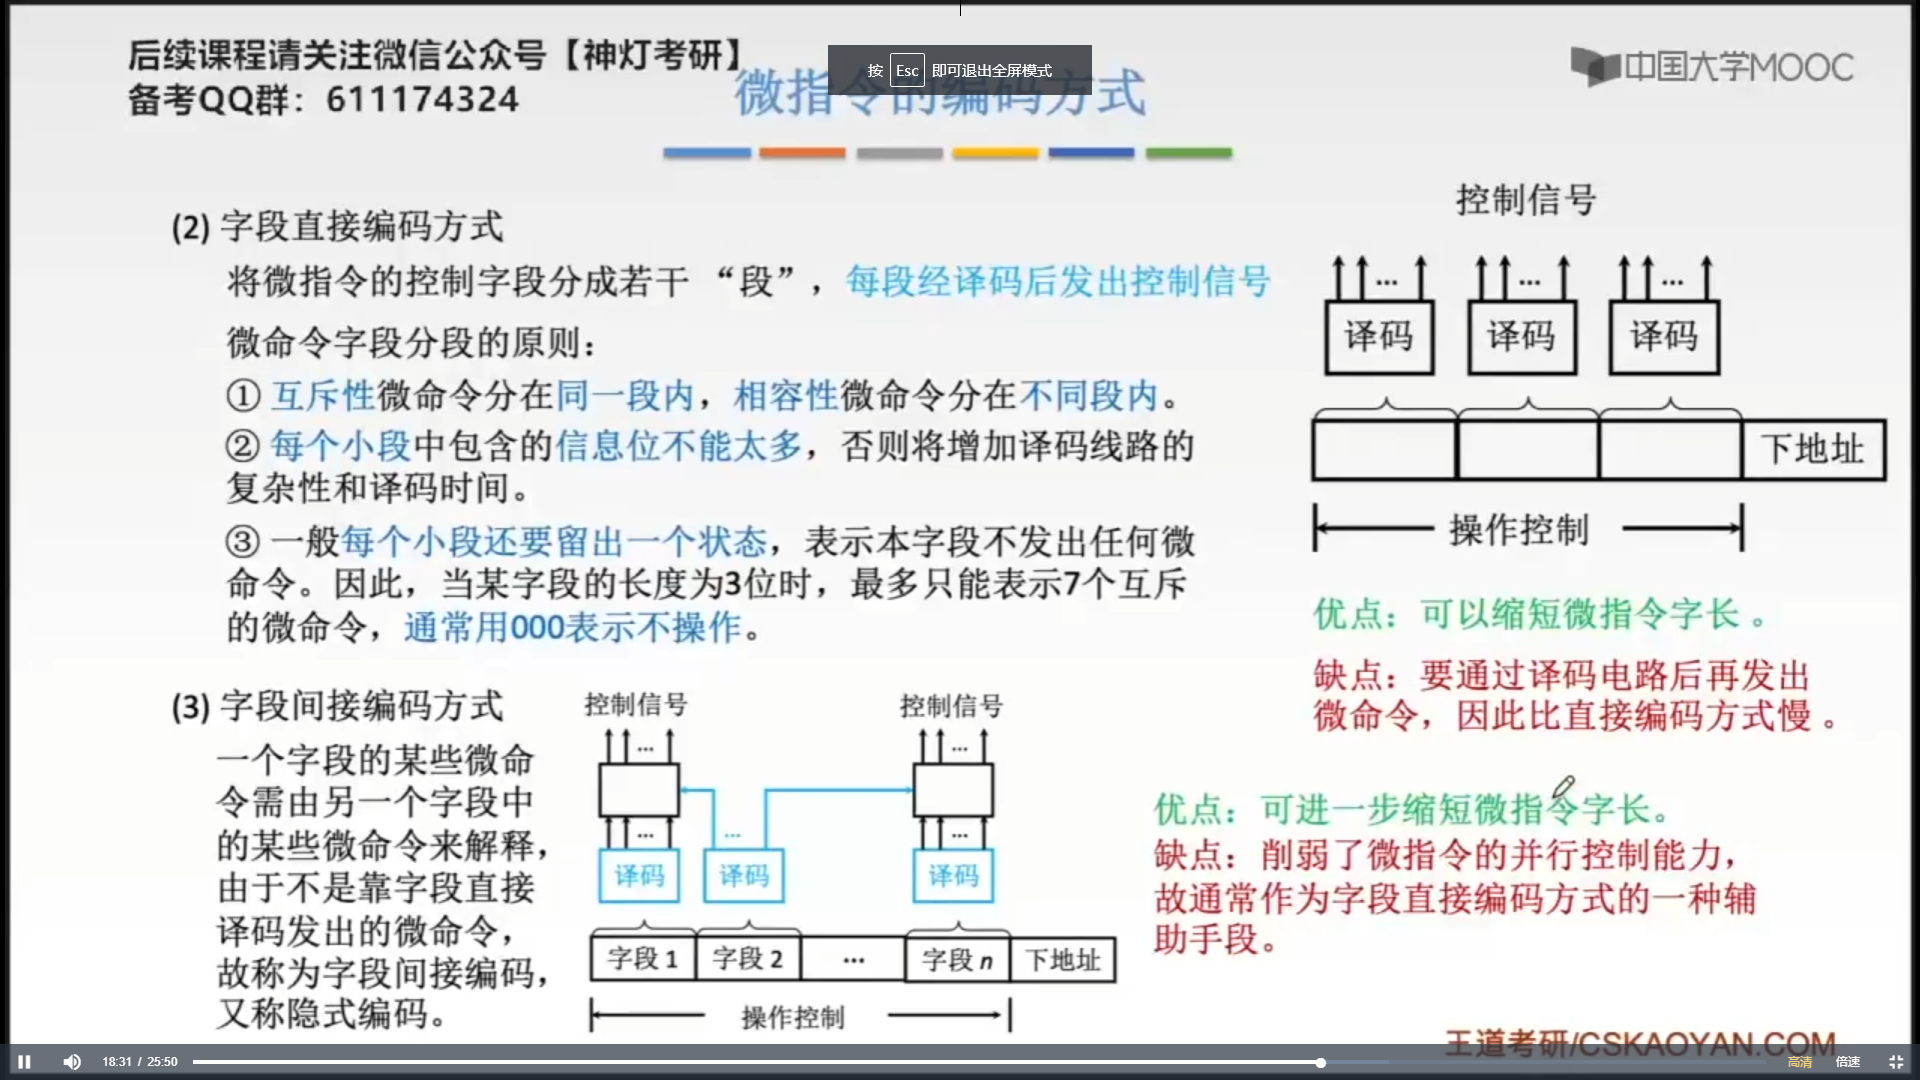 后续课程请关注微信公众号【神灯考研】
备考QQ群：611174324
按 Esc 即可退出全屏模式
微指令的编码方式
中国大学MOOC
(2) 字段直接编码方式
将微指令的控制字段分成若干 “段”，每段经译码后发出控制信号
微命令字段分段的原则：
① 互斥性微命令分在同一段内，相容性微命令分在不同段内。
② 每个小段中包含的信息位不能太多，否则将增加译码线路的
复杂性和译码时间。
③ 一般每个小段还要留出一个状态，表示本字段不发出任何微
命令。因此，当某字段的长度为3位时，最多只能表示7个互斥
的微命令，通常用000表示不操作。
控制信号
... ... ...
译码 译码 译码
下地址
操作控制
优点：可以缩短微指令字长 。
缺点：要通过译码电路后再发出
微命令，因此比直接编码方式慢 。
(3) 字段间接编码方式
一个字段的某些微命
令需由另一个字段中
的某些微命令来解释，
由于不是靠字段直接
译码发出的微命令，
故称为字段间接编码，
又称隐式编码。
控制信号 控制信号
... ...
... ... ...
译码 译码 译码
字段 1 字段 2 ... 字段 n 下地址
操作控制
优点：可进一步缩短微指令字长。
缺点：削弱了微指令的并行控制能力，
故通常作为字段直接编码方式的一种辅
助手段。
王道考研/CSKAOYAN.COM
18:31 / 25:50
高清 倍速